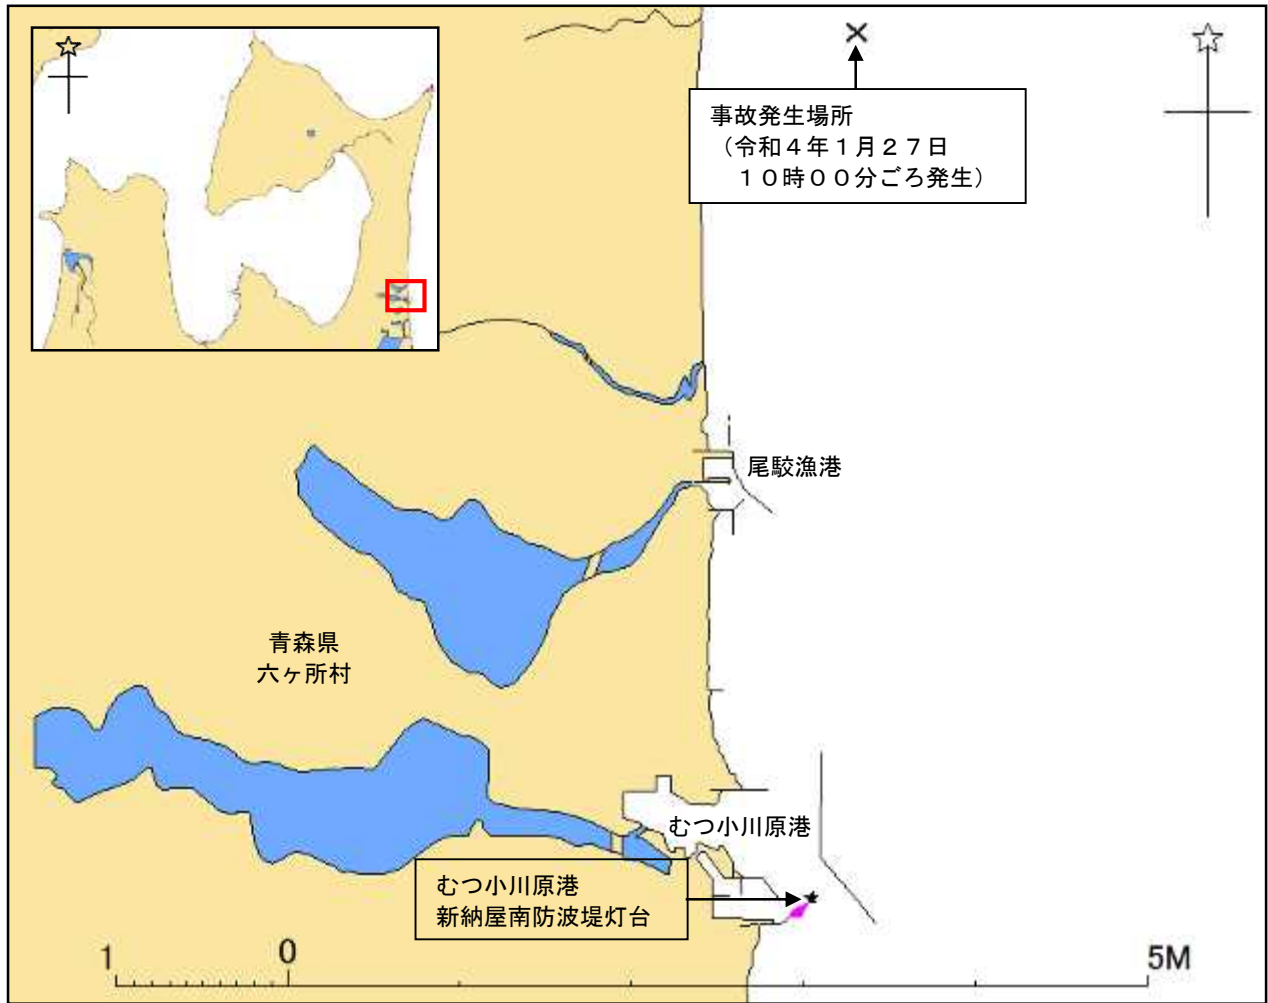 事故発生場所
（令和４年１月２７日
１０時００分ごろ発生）
尾駮漁港
青森県
六ヶ所村
むつ小川原港
むつ小川原港
新納屋南防波堤灯台
1 0 5M